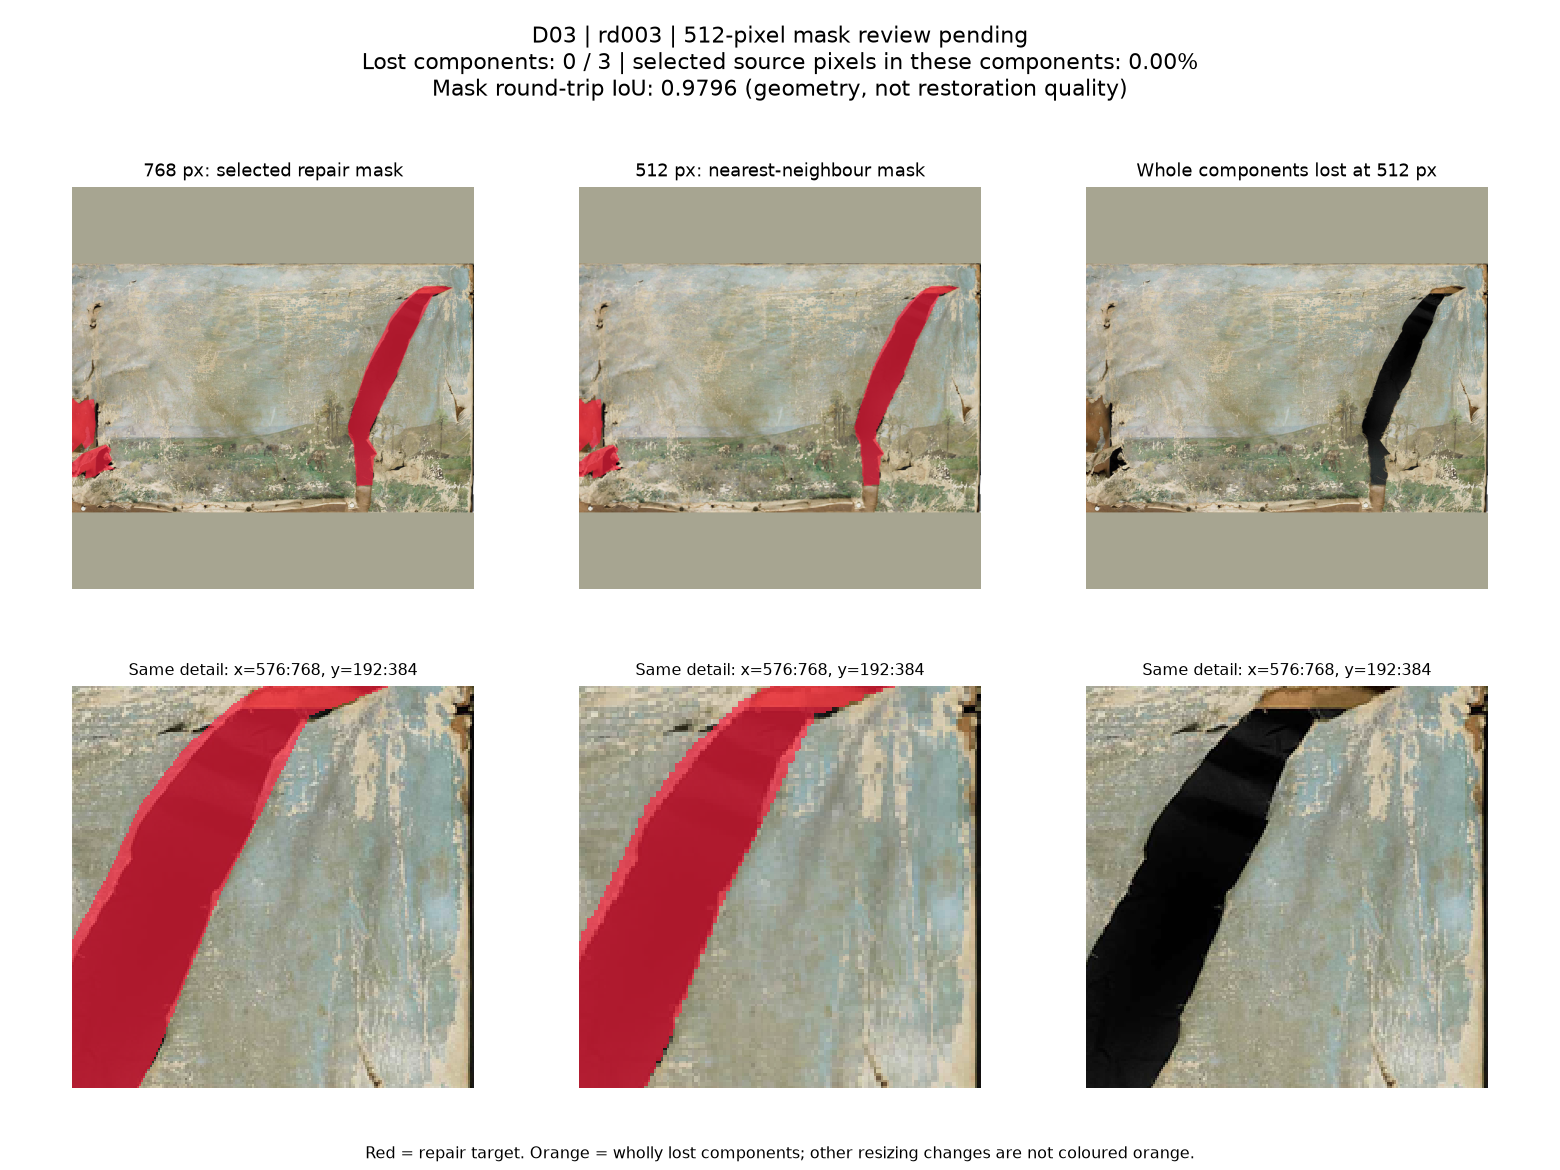 D03 | rd003 | 512-pixel mask review pending
Lost components: 0 / 3 | selected source pixels in these components: 0.00%
Mask round-trip IoU: 0.9796 (geometry, not restoration quality)
768 px: selected repair mask
512 px: nearest-neighbour mask
Whole components lost at 512 px
Same detail: x=576:768, y=192:384
Same detail: x=576:768, y=192:384
Same detail: x=576:768, y=192:384
Red = repair target. Orange = wholly lost components; other resizing changes are not coloured orange.